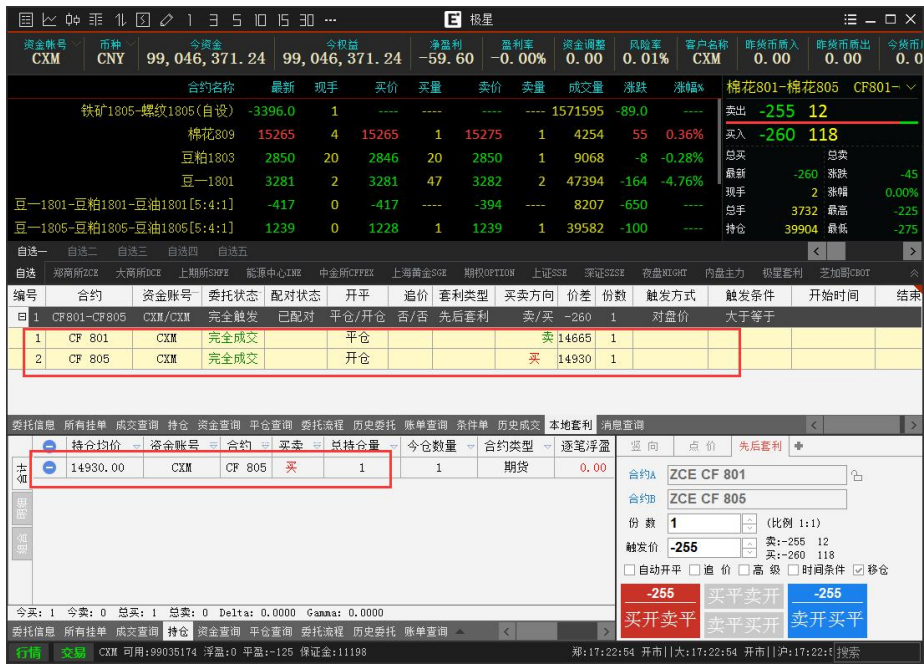 1 3 5 10 15 30 ··· E 极星
资金帐号 币种 今资金 今权益 净盈利 盈利率 资金调整 风险率 客户名称 昨货币质入 昨货币质出 今货币
CXM CNY 99,046,371.24 99,046,371.24 -59.60 -0.00% 0.00 0.01% CXM 0.00 0.00 0.0
合约名称 最新 现手 买价 买量 卖价 卖量 成交量 涨跌 涨幅%
铁矿1805-螺纹1805(自设) -3396.0 1 ---- ---- ---- ---- 1571595 -89.0 ----
棉花809 15265 4 15265 1 15275 1 4254 55 0.36%
豆粕1803 2850 20 2846 20 2850 1 9068 -8 -0.28%
豆一1801 3281 2 3281 47 3282 2 47394 -164 -4.76%
豆一1801-豆粕1801-豆油1801[5:4:1] -417 0 -417 ---- -394 ---- 8207 -650 ----
豆一1805-豆粕1805-豆油1805[5:4:1] 1239 0 1228 1 1239 1 39582 -100 ----
棉花801-棉花805 CF801-
卖出 -255 12
买入 -260 118
总买 总卖
最新 -260 涨跌 -45
现手 2 涨幅 0.00%
总手 3732 最高 -225
持仓 39904 最低 -275
自选一 自选二 自选三 自选四 自选五
自选 郑商所ZCE 大商所DCE 上期所SHFE 能源中心INE 中金所CFFEX 上海黄金SGE 期权OPTION 上证SSE 深证SZSE 夜盘NIGHT 内盘主力 极星套利 芝加哥CBOT
编号 合约 资金账号 委托状态 配对状态 开平 追价 套利类型 买卖方向 价差 份数 触发方式 触发条件 开始时间 结束
1 CF801-CF805 CXM/CXM 完全触发 已配对 平仓/开仓 否/否 先后套利 卖/买 -260 1 对盘价 大于等于
1 CF 801 CXM 完全成交 平仓 卖 14665 1
2 CF 805 CXM 完全成交 开仓 买 14930 1
委托信息 所有挂单 成交查询 持仓 资金查询 平仓查询 委托流程 历史委托 账单查询 条件单 历史成交 本地套利 消息查询
持仓均价 资金账号 合约 买卖 总持仓量 今仓数量 合约类型 逐笔浮盈
14930.00 CXM CF 805 买 1 1 期货 0.00
今买: 1 今卖: 0 总买: 1 总卖: 0 Delta: 0.0000 Gamma: 0.0000
委托信息 所有挂单 成交查询 持仓 资金查询 平仓查询 委托流程 历史委托 账单查询
竖 向 点 价 先后套利
合约A ZCE CF 801
合约B ZCE CF 805
份 数 1 (比例 1:1)
触发价 -255 卖:-255 12
买:-260 118
自动开平 追 价 高 级 时间条件 移仓
-255 买平卖开 -255
买开卖平 卖平买开 卖开买平
行情 交易 CXM 可用:99035174 浮盈:0 平盈:-125 保证金:11198 郑:17:22:54 开市||大:17:22:54 开市||沪:17:22:5 搜索